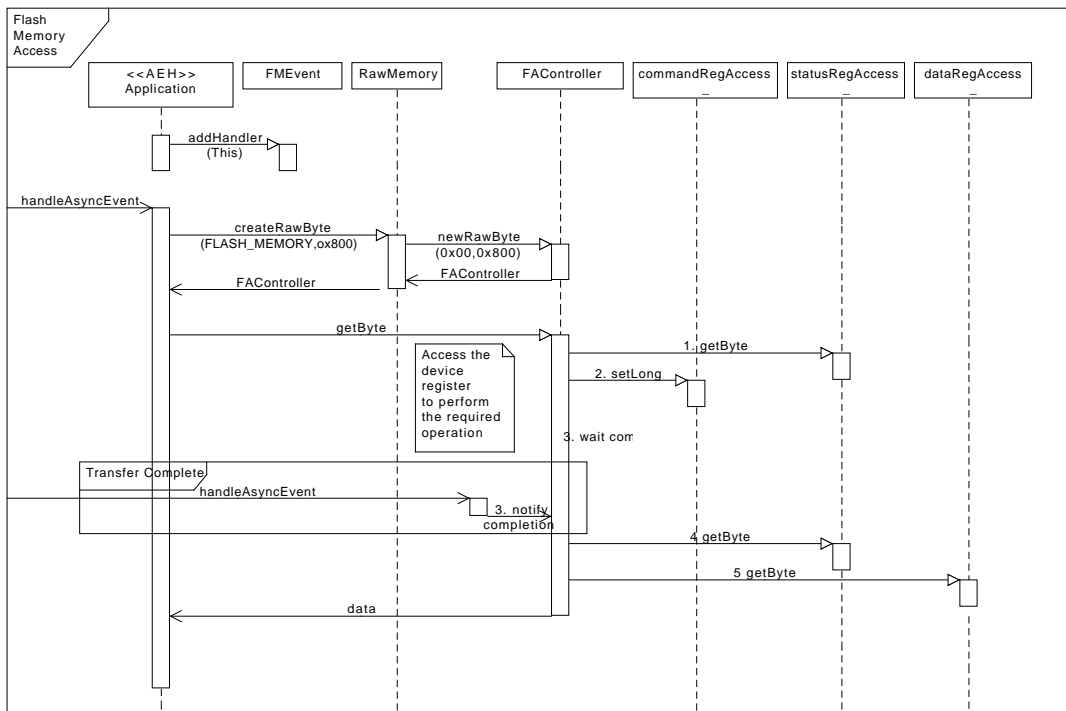 Flash
Memory
Access
<<AEH>>
Application
FMEvent
RawMemory
FAController
commandRegAccess
_
statusRegAccess
_
dataRegAccess
_
addHandler
(This)
handleAsyncEvent
createRawByte
(FLASH_MEMORY,ox800)
newRawByte
(0x00,0x800)
FAController
FAController
getByte
Access the
device
register
to perform
the required
operation
1. getByte
2. setLong
3. wait com
Transfer Complete
handleAsyncEvent
3. notify
completion
4 getByte
5 getByte
data